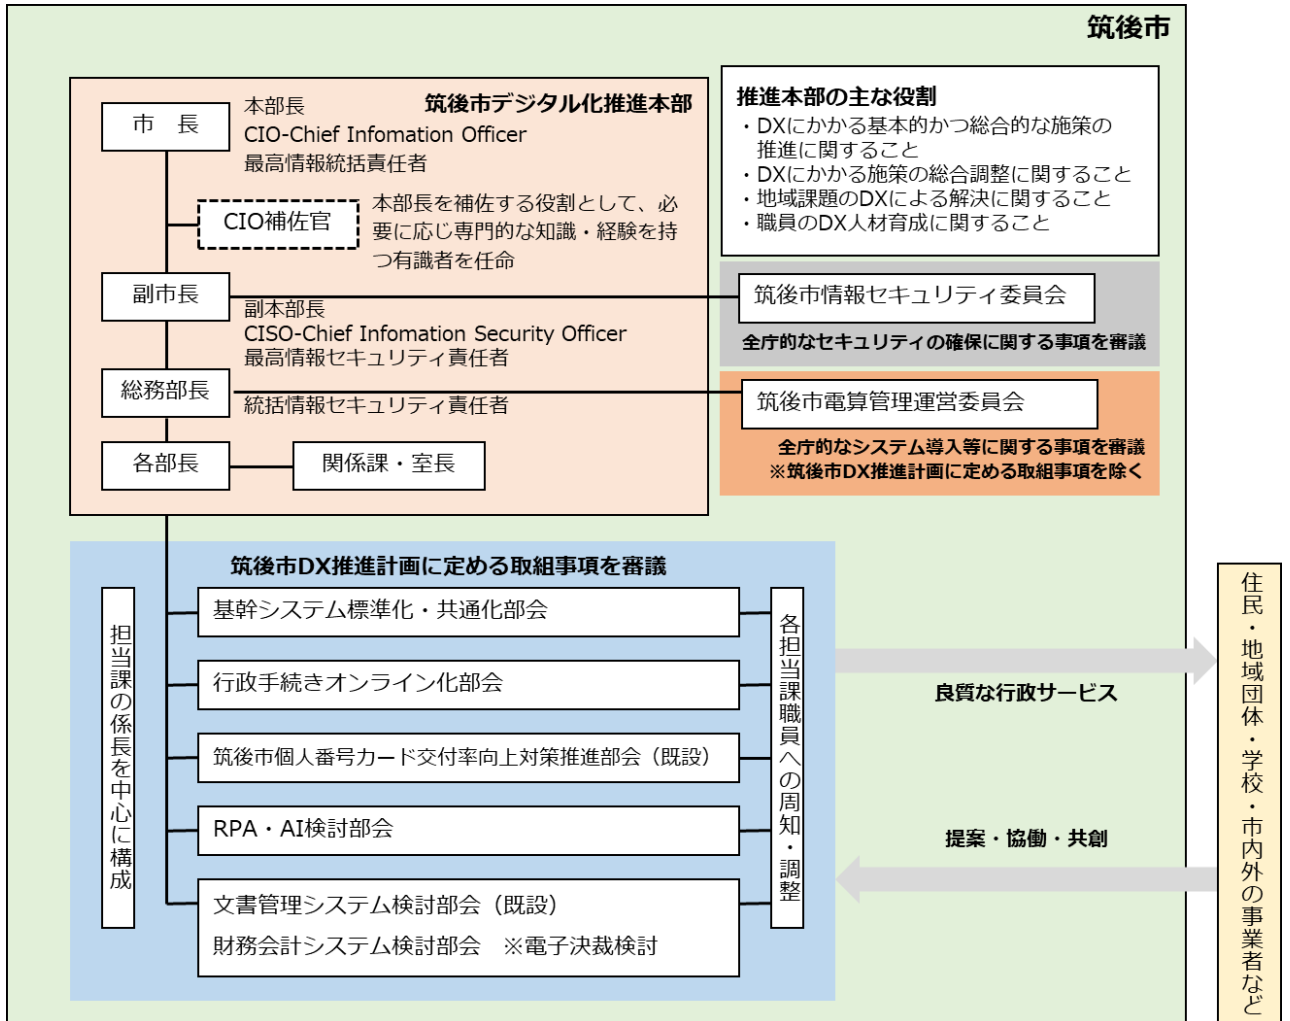 筑後市
筑後市デジタル化推進本部
市　長
本部長
CIO-Chief Infomation Officer
最高情報統括責任者
CIO補佐官
本部長を補佐する役割として、必
要に応じ専門的な知識・経験を持
つ有識者を任命
副市長
副本部長
CISO-Chief Infomation Security Officer
最高情報セキュリティ責任者
総務部長
統括情報セキュリティ責任者
各部長
関係課・室長
推進本部の主な役割
・DXにかかる基本的かつ総合的な施策の
推進に関すること
・DXにかかる施策の総合調整に関すること
・地域課題のDXによる解決に関すること
・職員のDX人材育成に関すること
筑後市情報セキュリティ委員会
全庁的なセキュリティの確保に関する事項を審議
筑後市電算管理運営委員会
全庁的なシステム導入等に関する事項を審議
※筑後市DX推進計画に定める取組事項を除く
筑後市DX推進計画に定める取組事項を審議
担当課の係長を中心に構成
基幹システム標準化・共通化部会
行政手続きオンライン化部会
筑後市個人番号カード交付率向上対策推進部会（既設）
RPA・AI検討部会
文書管理システム検討部会（既設）
財務会計システム検討部会　※電子決裁検討
各担当課職員への周知・調整
良質な行政サービス
提案・協働・共創
住民・地域団体・学校・市内外の事業者など